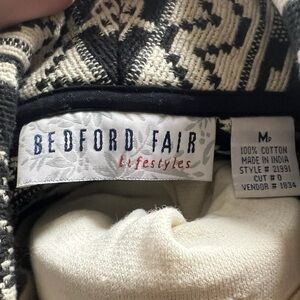 BEDFORD FAIR
Lifestyles
M
100% COTTON
MADE IN INDIA
STYLE # 21991
CUT # 0
VENDOR # 1834